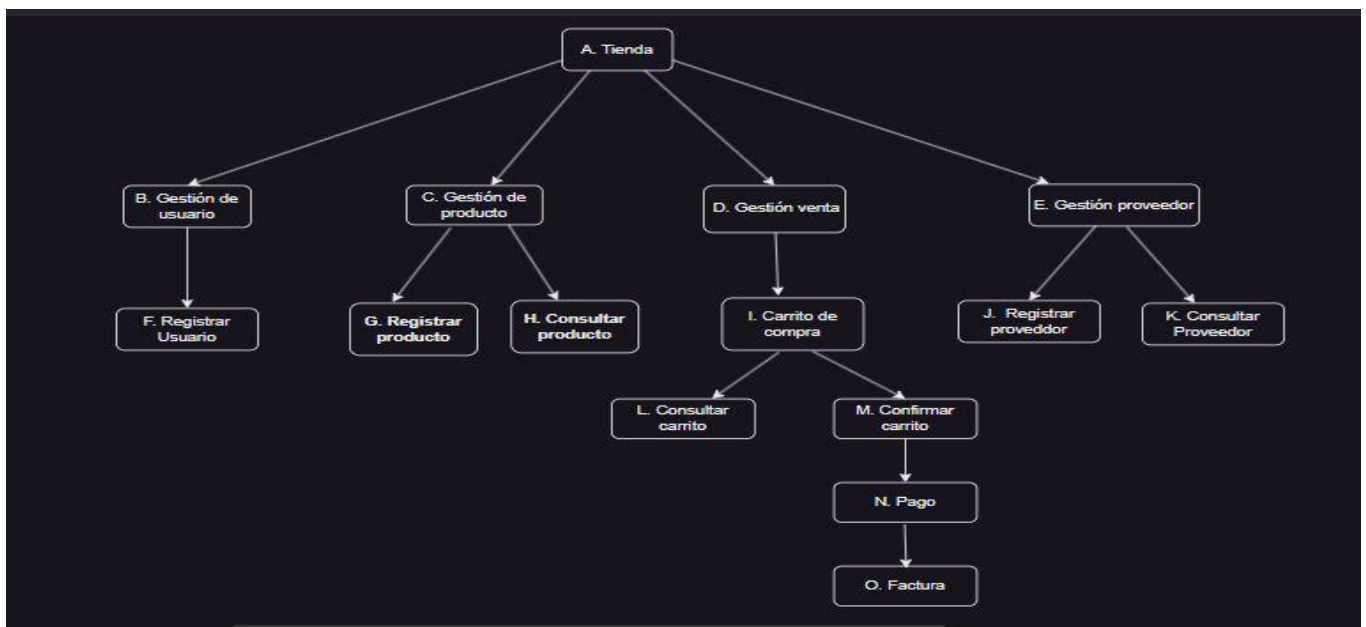 A. Tienda
B. Gestión de
usuario
C. Gestión de
producto
D. Gestión venta
E. Gestión proveedor
F. Registrar
Usuario
G. Registrar
producto
H. Consultar
producto
I. Carrito de
compra
J. Registrar
proveddor
K. Consultar
Proveedor
L. Consultar
carrito
M. Confirmar
carrito
N. Pago
O. Factura